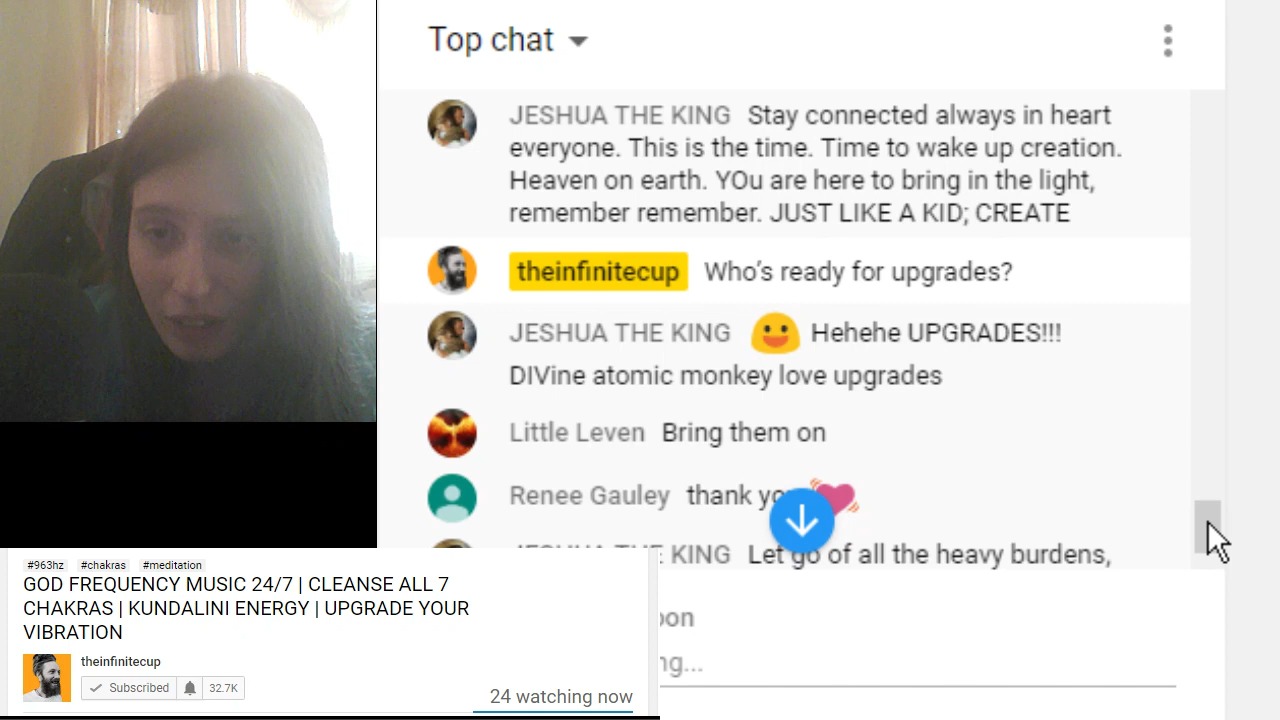 Top chat
JESHUA THE KING Stay connected always in heart
everyone. This is the time. Time to wake up creation.
Heaven on earth. YOu are here to bring in the light,
remember remember. JUST LIKE A KID; CREATE
theinfinitecup Who's ready for upgrades?
JESHUA THE KING Hehehe UPGRADES!!!
DIVine atomic monkey love upgrades
Little Leven Bring them on
Renee Gauley thank
KING Let go of all the heavy burdens,
#963hz #chakras #meditation
GOD FREQUENCY MUSIC 24/7 | CLEANSE ALL 7
CHAKRAS | KUNDALINI ENERGY | UPGRADE YOUR
VIBRATION
theinfinitecup
Subscribed 32.7K
24 watching now